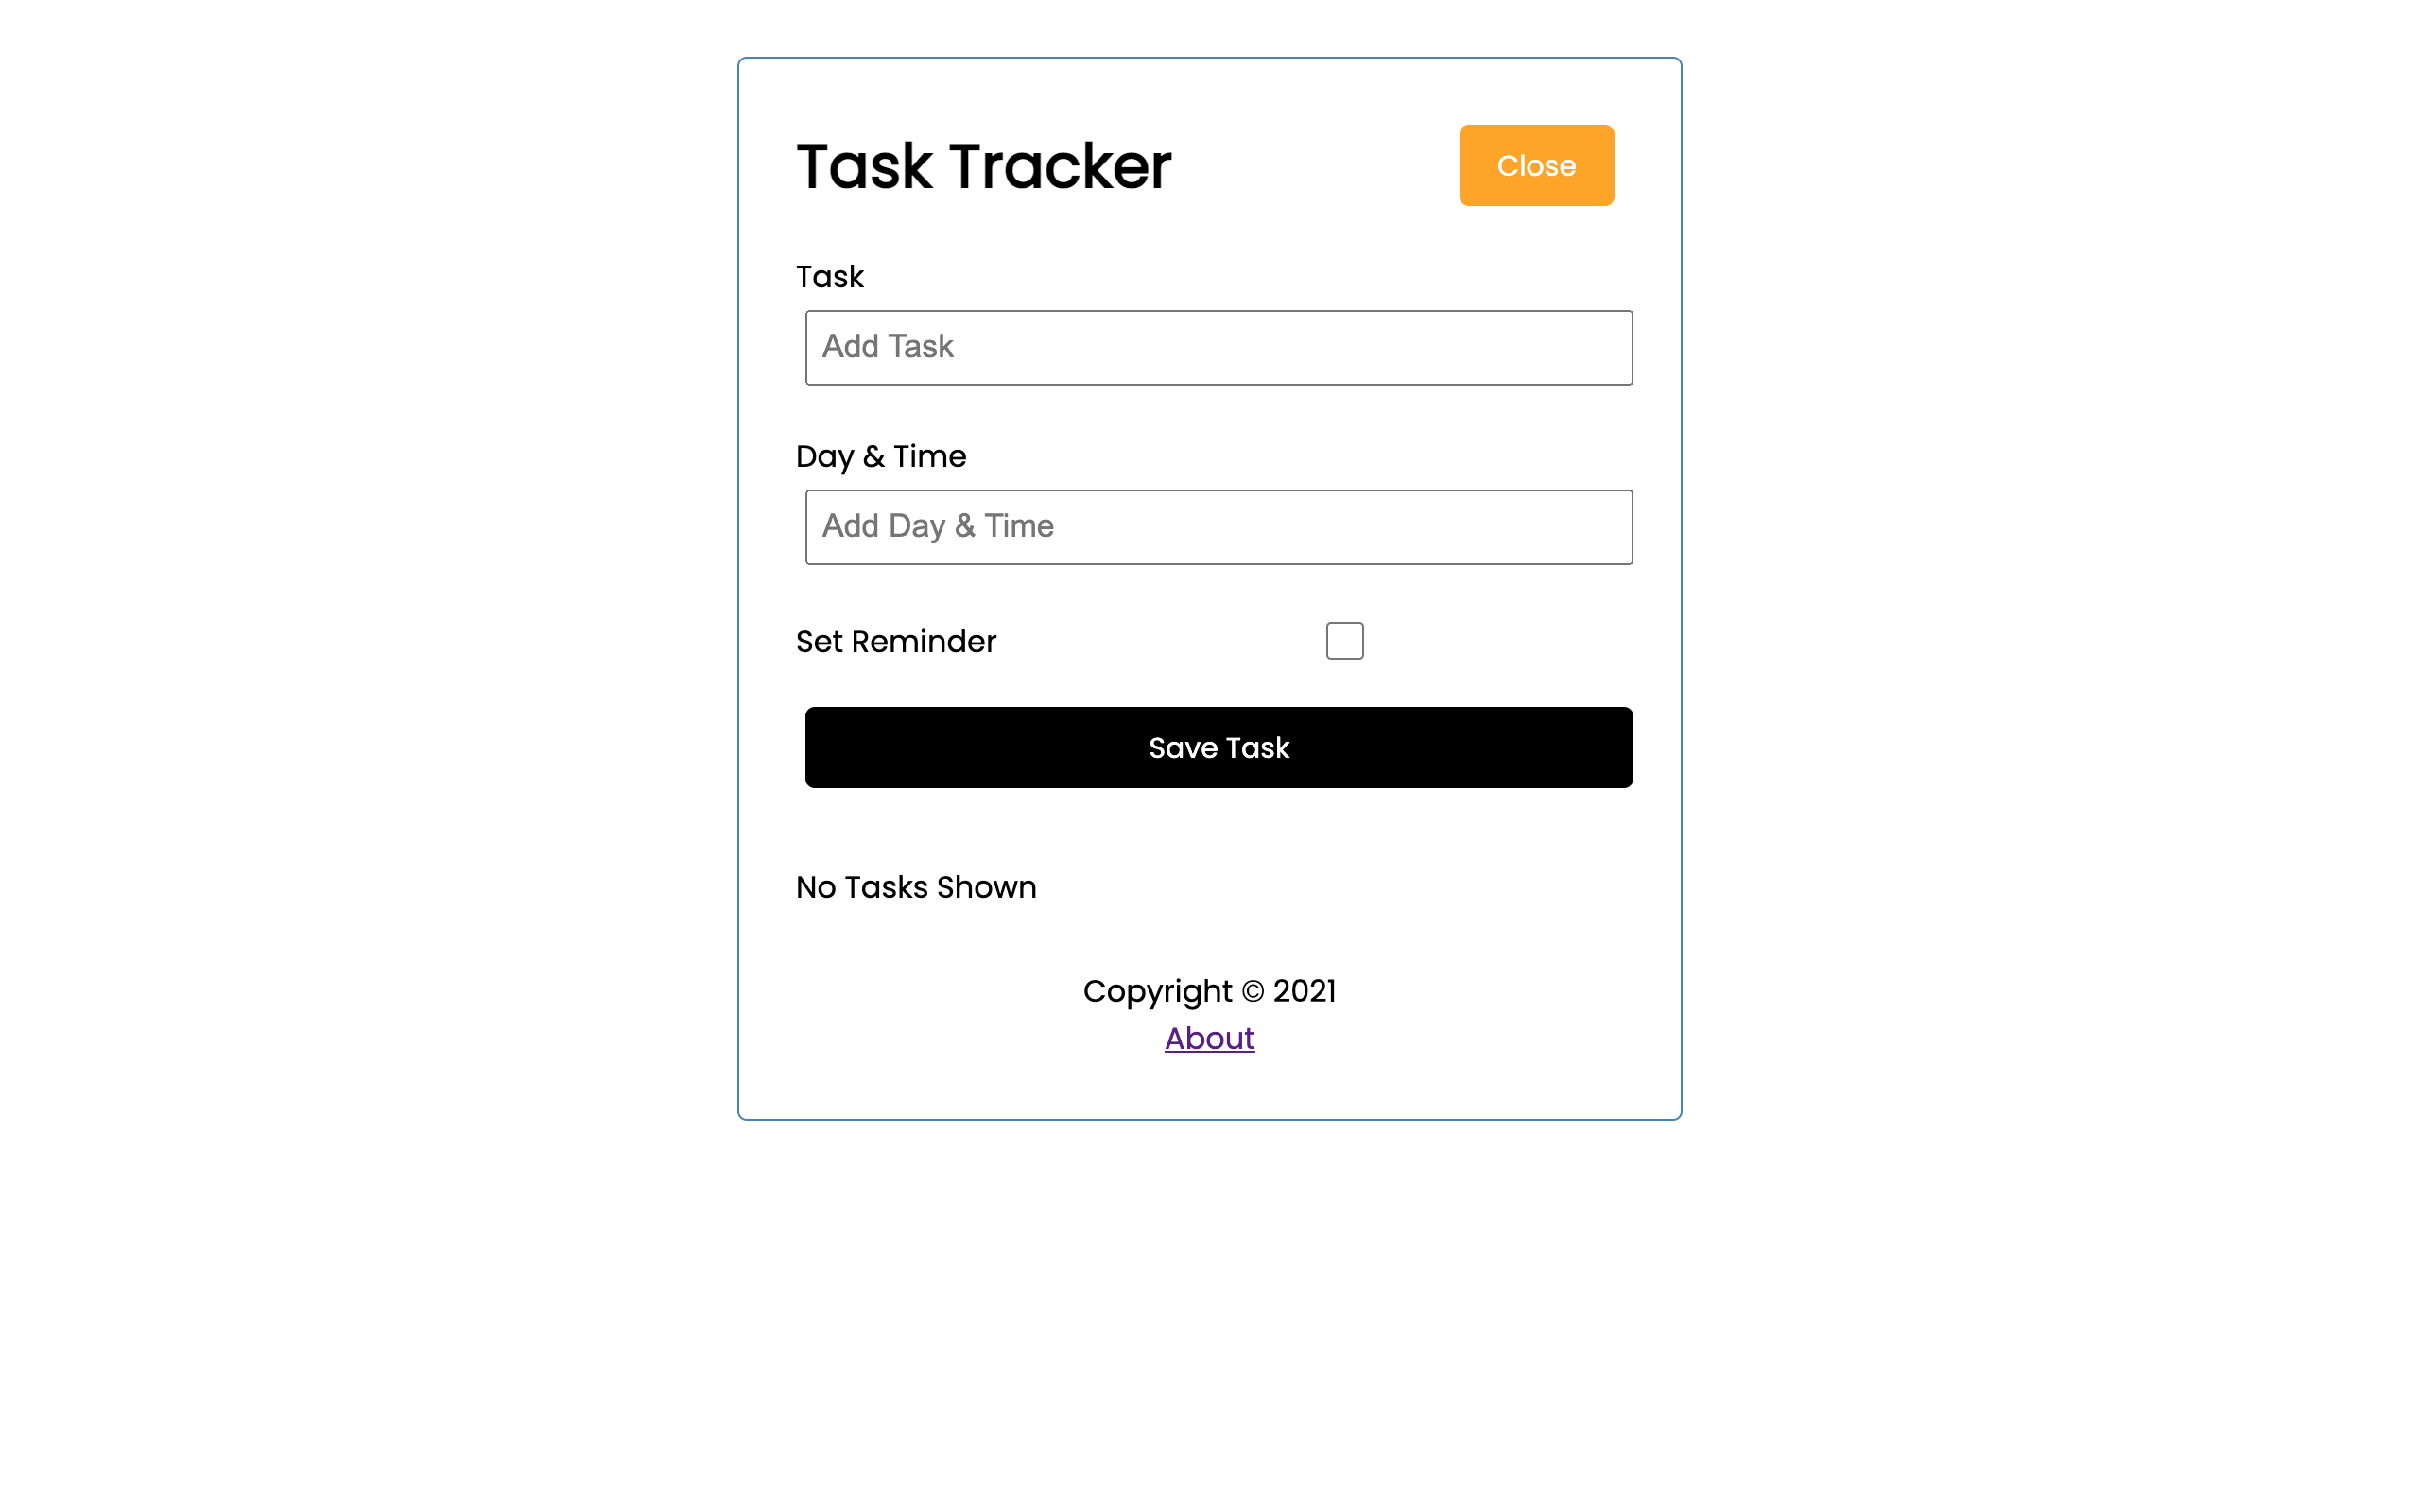 Task Tracker
Close
Task
Add Task
Day & Time
Add Day & Time
Set Reminder
Save Task
No Tasks Shown
Copyright © 2021
About